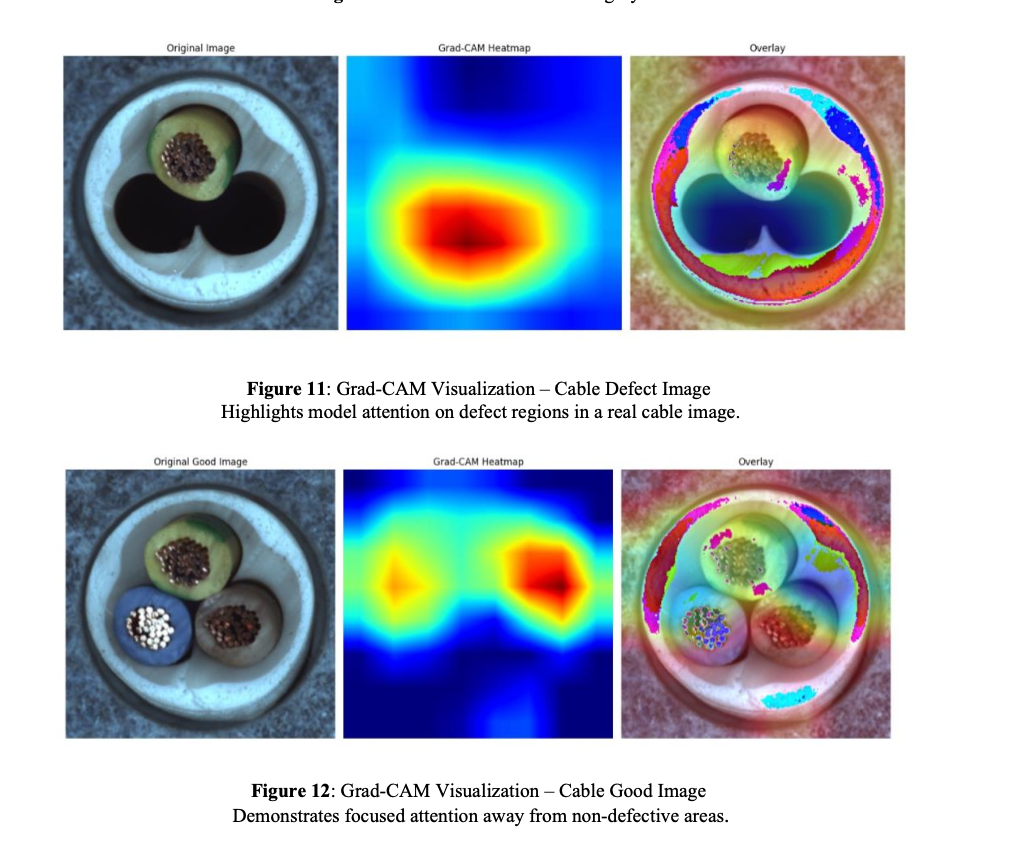 Original Image
Grad-CAM Heatmap
Overlay
Figure 11: Grad-CAM Visualization – Cable Defect Image
Highlights model attention on defect regions in a real cable image.
Original Good Image
Grad-CAM Heatmap
Overlay
Figure 12: Grad-CAM Visualization – Cable Good Image
Demonstrates focused attention away from non-defective areas.